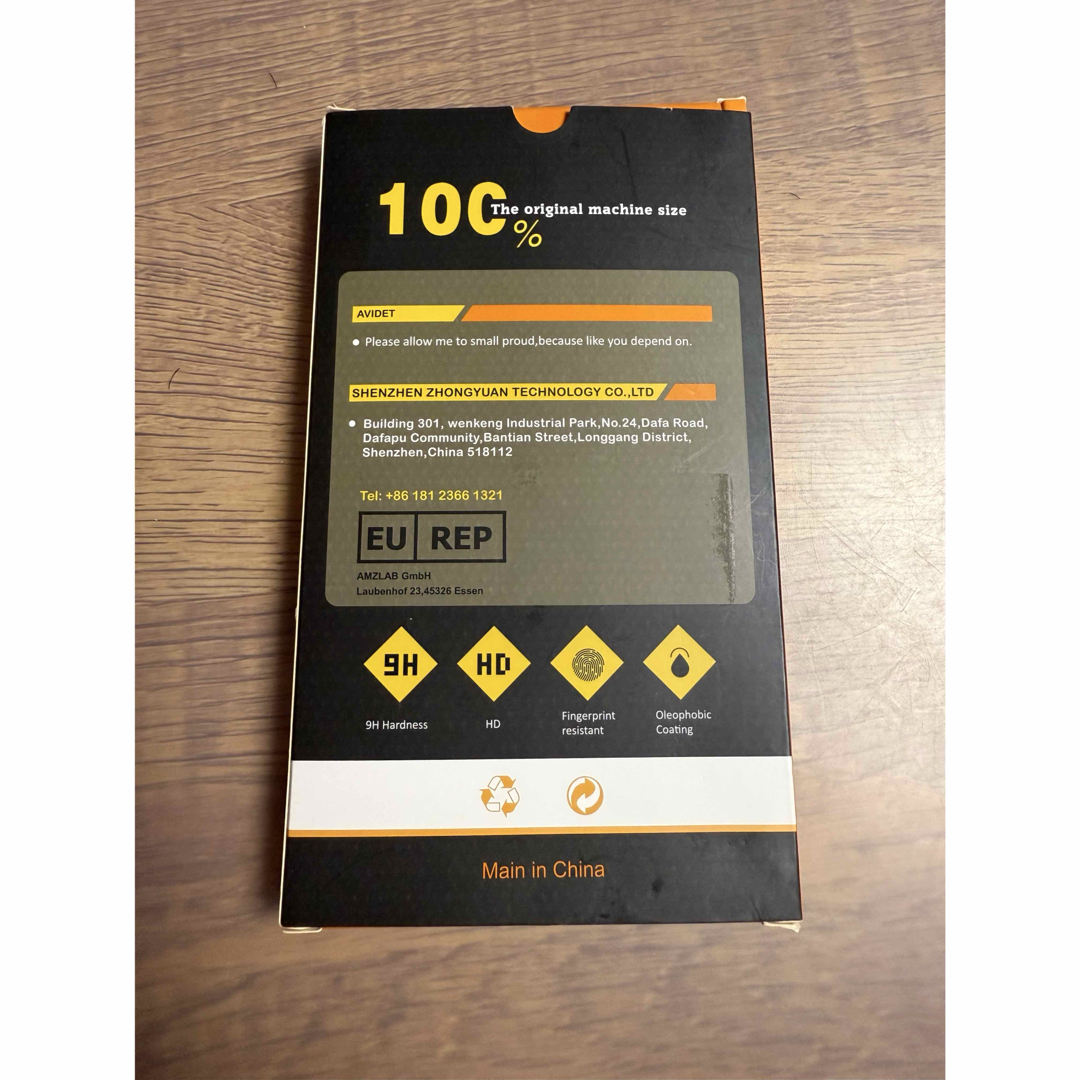 100% The original machine size
AVIDET
● Please allow me to small proud,because like you depend on.
SHENZHEN ZHONGYUAN TECHNOLOGY CO.,LTD
● Building 301, wenkeng Industrial Park,No.24,Dafa Road,
Dafapu Community,Bantian Street,Longgang District,
Shenzhen,China 518112
Tel: +86 181 2366 1321
EU REP
AMZLAB GmbH
Laubenhof 23,45326 Essen
9H HD
9H Hardness HD Fingerprint resistant Oleophobic Coating
Main in China